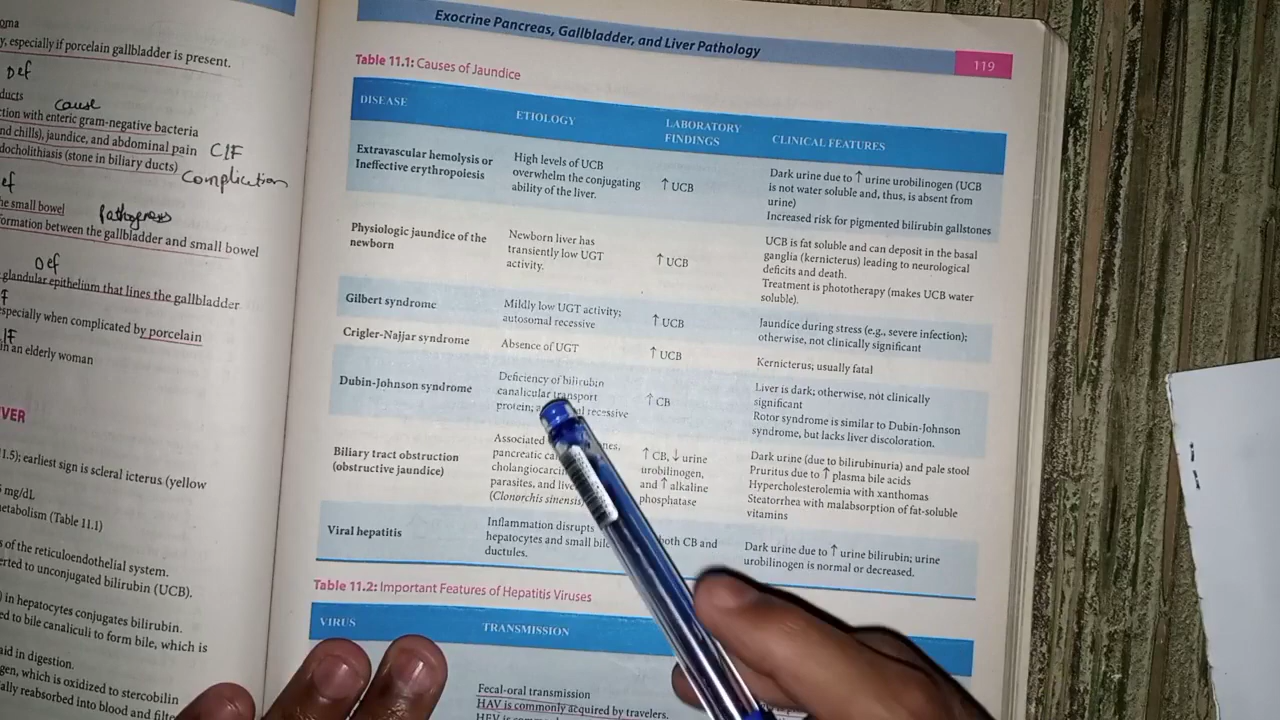 oma
y, especially if porcelain gallbladder is present.
Def
ducts
cause
ction with enteric gram-negative bacteria
nd chills), jaundice, and abdominal pain C/F
docholithiasis (stone in biliary ducts)
Complication
ef
he small bowel
Pathogenesis
ormation between the gallbladder and small bowel
Def
glandular epithelium that lines the gallbladder
especially when complicated by porcelain
in an elderly woman
VER
1.5); earliest sign is scleral icterus (yellow
5 mg/dL
etabolism (Table 11.1)
s of the reticuloendothelial system.
erted to unconjugated bilirubin (UCB).
) in hepatocytes conjugates bilirubin.
ed to bile canaliculi to form bile, which is
aid in digestion.
gen, which is oxidized to stercobilin
ally reabsorbed into blood and filte
Exocrine Pancreas, Gallbladder, and Liver Pathology
119
Table 11.1: Causes of Jaundice
DISEASE
ETIOLOGY
LABORATORY
FINDINGS
CLINICAL FEATURES
Extravascular hemolysis or
Ineffective erythropoiesis
High levels of UCB
overwhelm the conjugating
ability of the liver.
↑ UCB
Dark urine due to ↑ urine urobilinogen (UCB
is not water soluble and, thus, is absent from
urine)
Increased risk for pigmented bilirubin gallstones
Physiologic jaundice of the
newborn
Newborn liver has
transiently low UGT
activity.
↑ UCB
UCB is fat soluble and can deposit in the basal
ganglia (kernicterus) leading to neurological
deficits and death.
Treatment is phototherapy (makes UCB water
soluble).
Gilbert syndrome
Mildly low UGT activity;
autosomal recessive
↑ UCB
Jaundice during stress (e.g., severe infection);
otherwise, not clinically significant
Crigler-Najjar syndrome
Absence of UGT
↑ UCB
Kernicterus; usually fatal
Dubin-Johnson syndrome
Deficiency of bilirubin
canalicular transport
protein; al recessive
↑ CB
Liver is dark; otherwise, not clinically
significant
Rotor syndrome is similar to Dubin-Johnson
syndrome, but lacks liver discoloration.
Biliary tract obstruction
(obstructive jaundice)
Associated nes,
pancreatic ca
cholangiocarcin
parasites, and live
(Clonorchis sinensis
↑ CB, ↓ urine
urobilinogen,
and ↑ alkaline
phosphatase
Dark urine (due to bilirubinuria) and pale stool
Pruritus due to ↑ plasma bile acids
Hypercholesterolemia with xanthomas
Steatorrhea with malabsorption of fat-soluble
vitamins
Viral hepatitis
Inflammation disrupts
hepatocytes and small bile
ductules.
both CB and
Dark urine due to ↑ urine bilirubin; urine
urobilinogen is normal or decreased.
Table 11.2: Important Features of Hepatitis Viruses
VIRUS
TRANSMISSION
Fecal-oral transmission
HAV is commonly acquired by travelers.